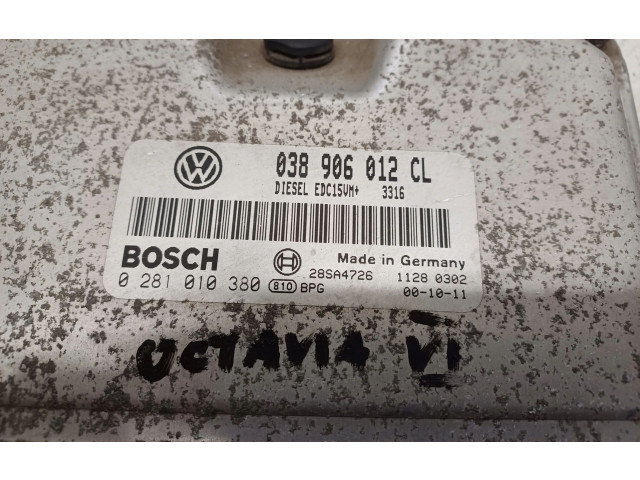 VW
038 906 012 CL
DIESEL EDC15VM+ 3316
BOSCH
Made in Germany
28SA4726 1128 0302
0 281 010 380 810 BPG 00-10-11
OCTAVIA VI